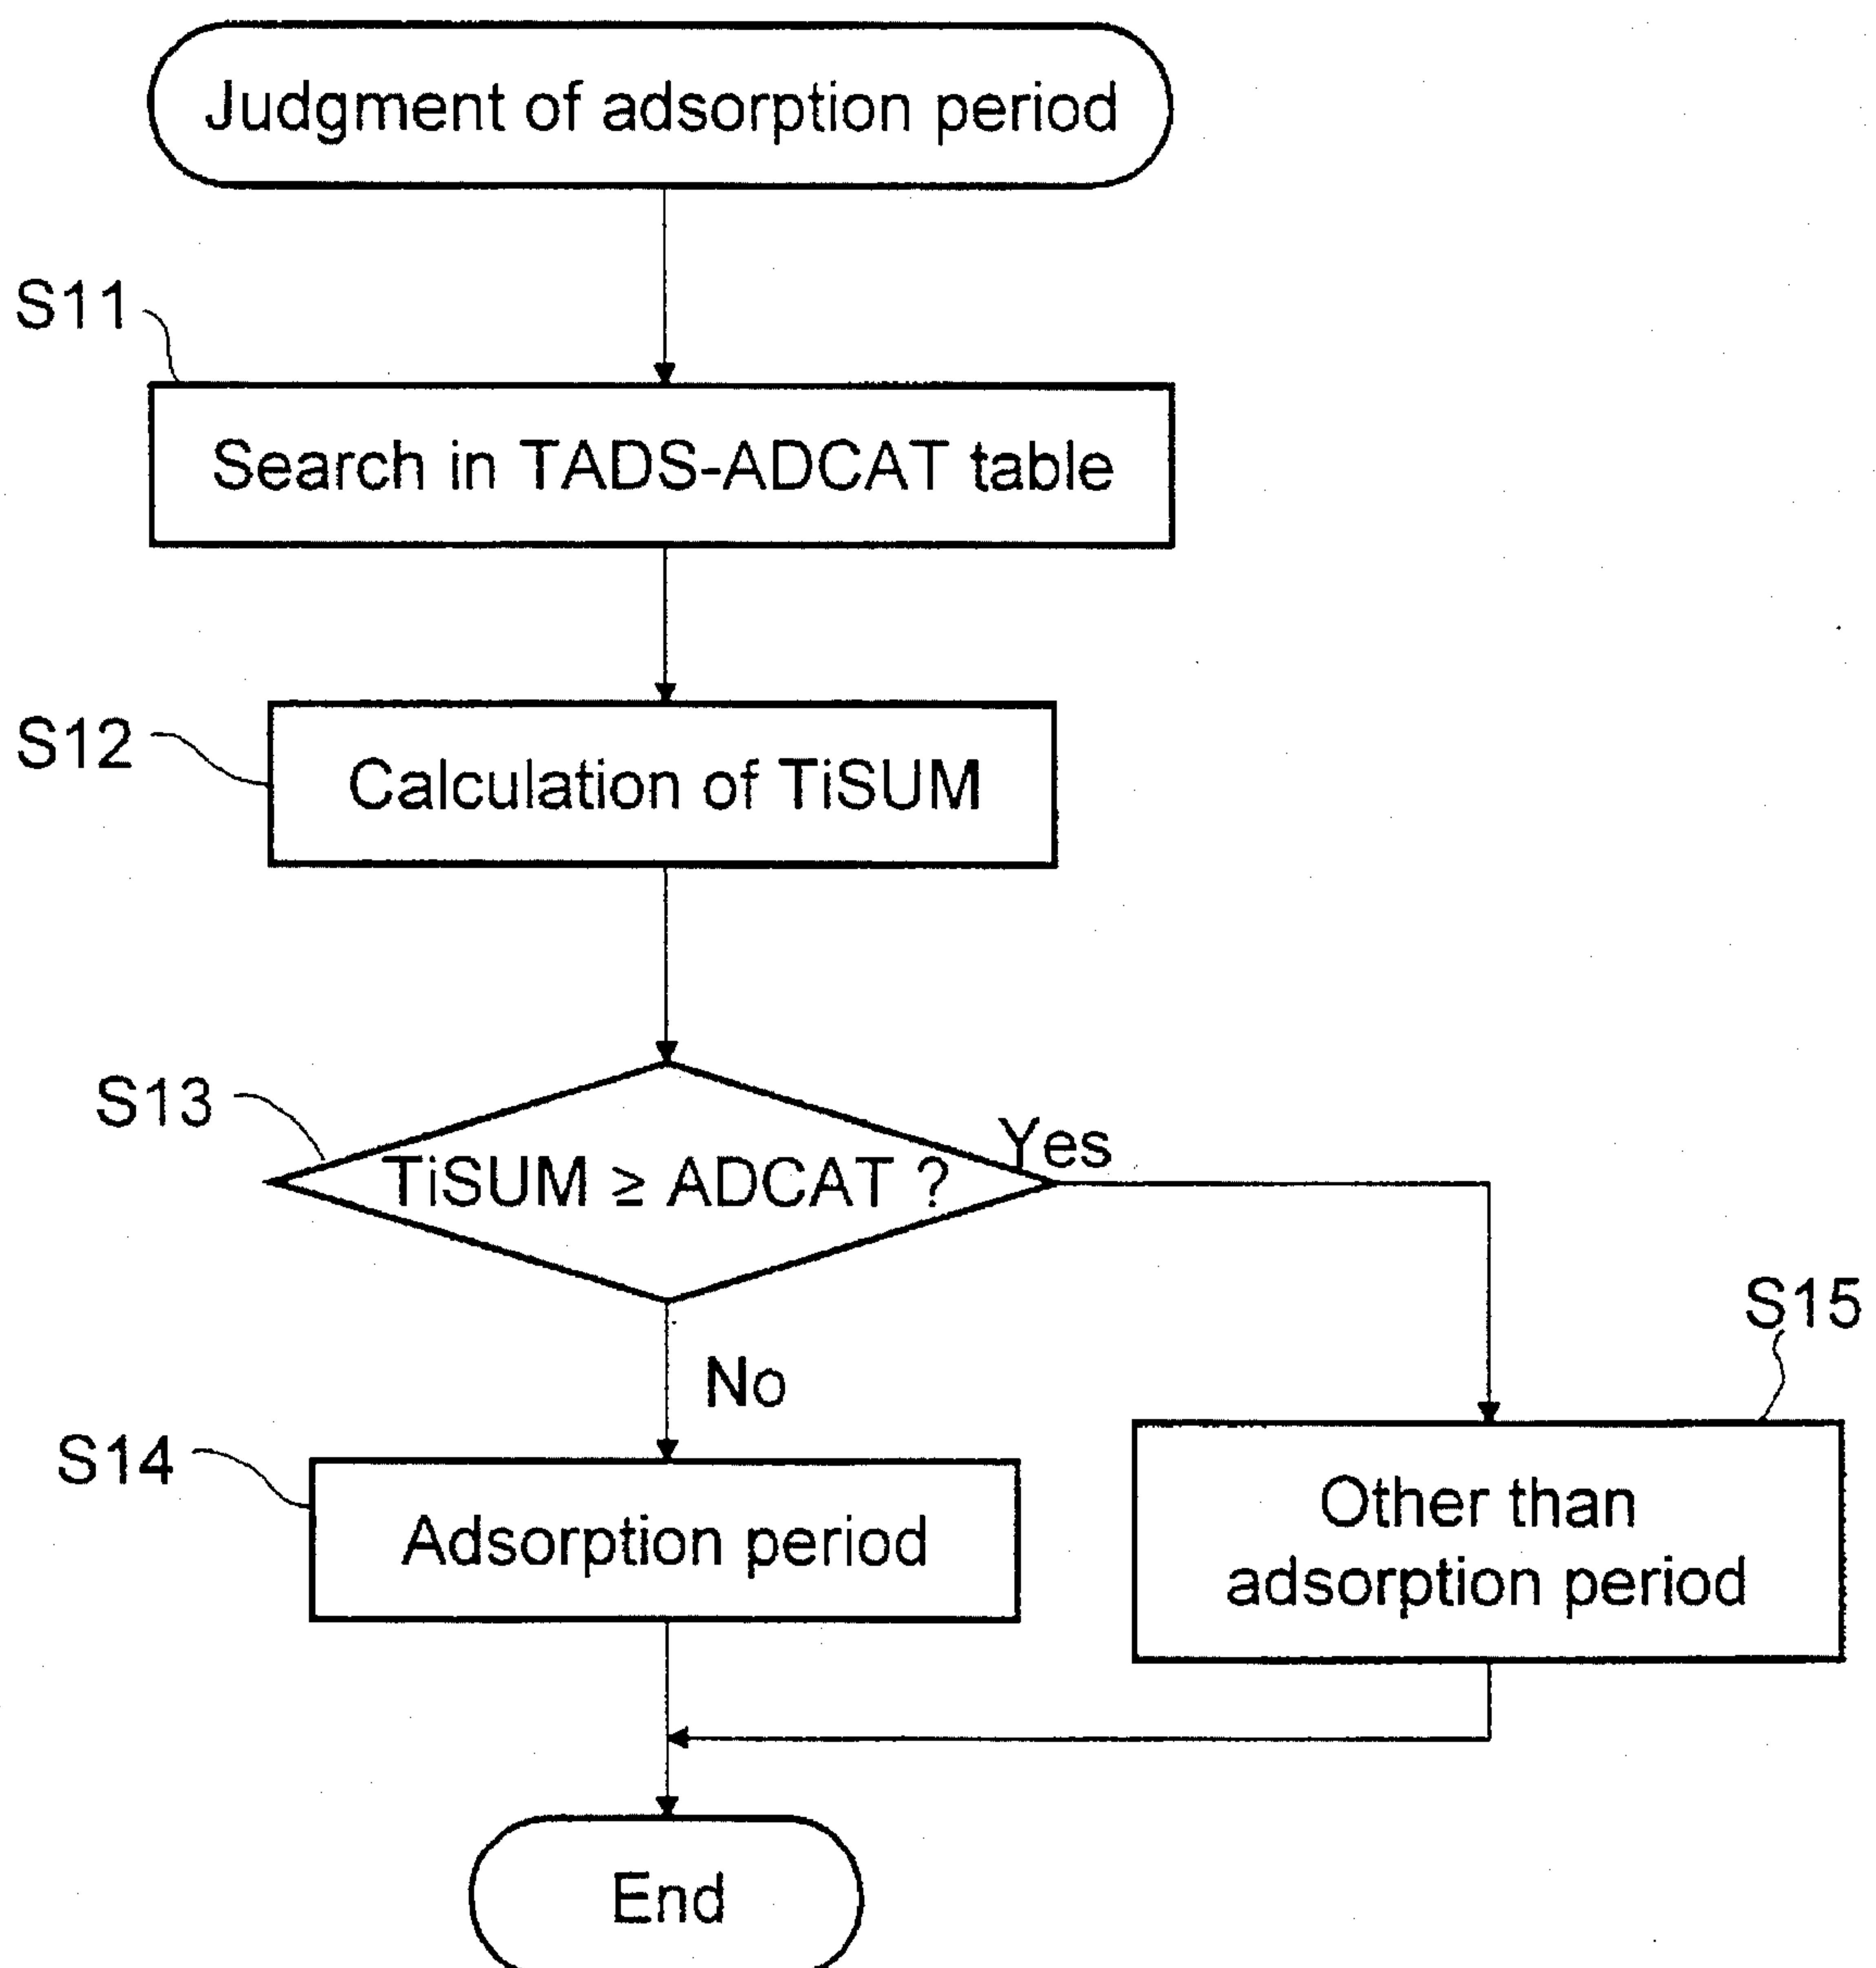 Judgment of adsorption period
S11
Search in TADS-ADCAT table
S12
Calculation of TiSUM
S13
TiSUM ≥ ADCAT ?
Yes
No
S14
Adsorption period
S15
Other than
adsorption period
End